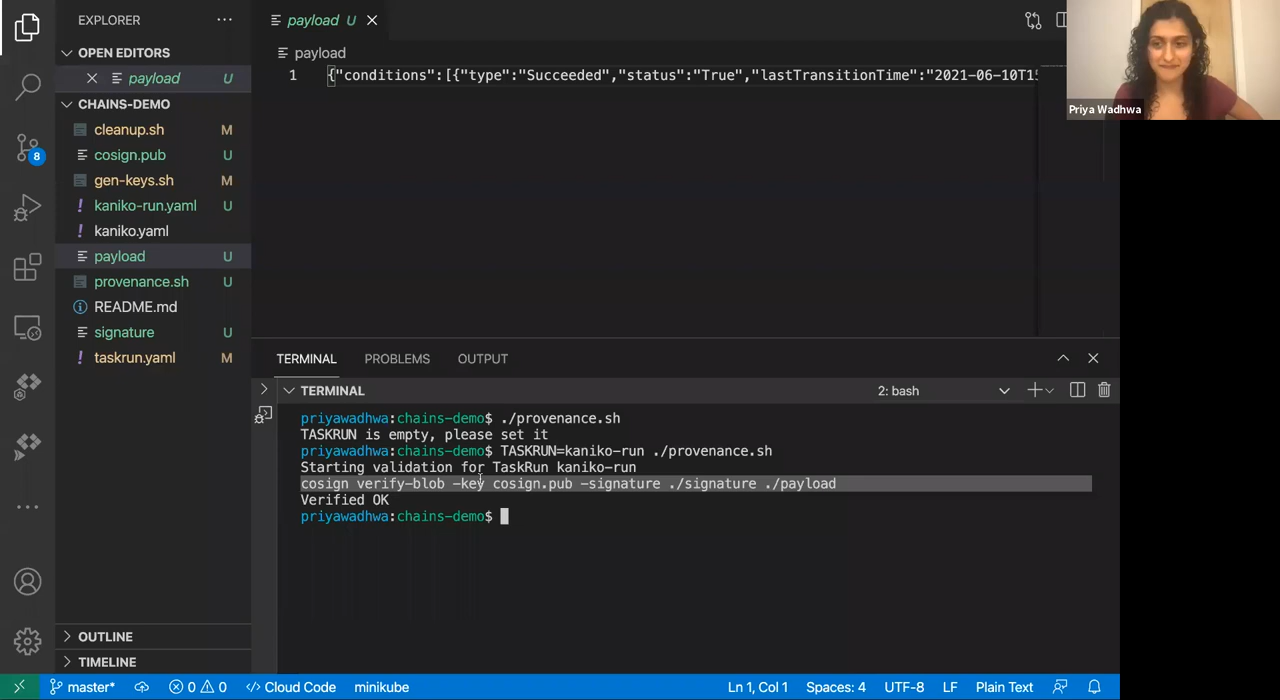 EXPLORER
OPEN EDITORS
payload U
CHAINS-DEMO
cleanup.sh M
cosign.pub U
gen-keys.sh M
kaniko-run.yaml U
kaniko.yaml
payload U
provenance.sh U
README.md
signature U
taskrun.yaml M
OUTLINE
TIMELINE
8
payload U
payload
1 {"conditions":[{"type":"Succeeded","status":"True","lastTransitionTime":"2021-06-10T15
Priya Wadhwa
TERMINAL PROBLEMS OUTPUT
TERMINAL 2: bash
priyawadhwa:chains-demo$ ./provenance.sh
TASKRUN is empty, please set it
priyawadhwa:chains-demo$ TASKRUN=kaniko-run ./provenance.sh
Starting validation for TaskRun kaniko-run
cosign verify-blob -key cosign.pub -signature ./signature ./payload
Verified OK
priyawadhwa:chains-demo$
master* 0 0 Cloud Code minikube Ln 1, Col 1 Spaces: 4 UTF-8 LF Plain Text